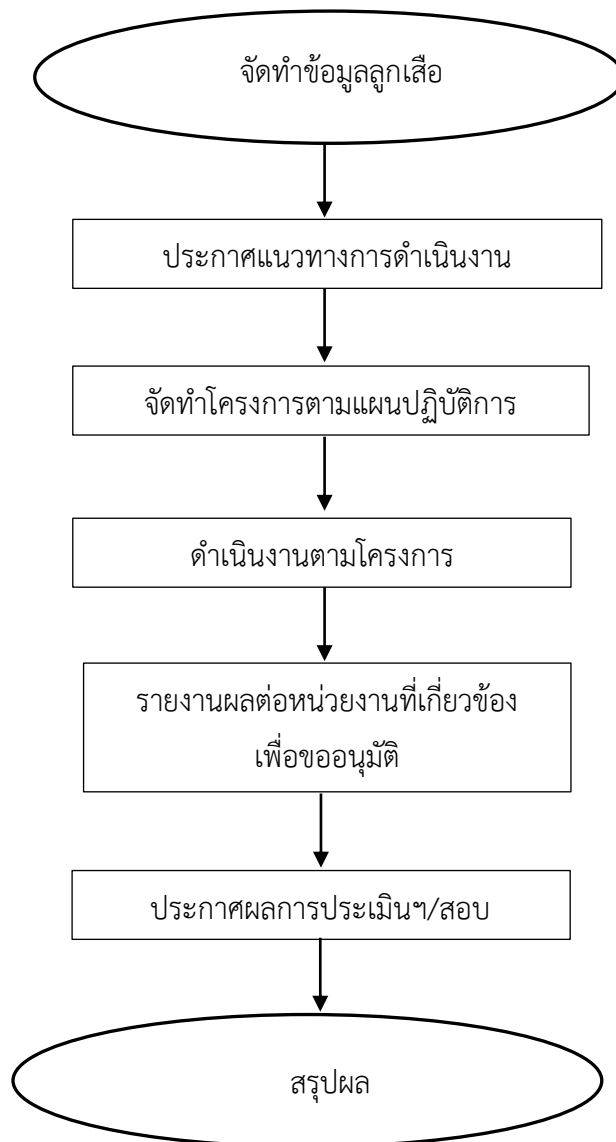 จัดทำข้อมูลลูกเสือ
ประกาศแนวทางการดำเนินงาน
จัดทำโครงการตามแผนปฏิบัติการ
ดำเนินงานตามโครงการ
รายงานผลต่อหน่วยงานที่เกี่ยวข้อง
เพื่อขออนุมัติ
ประกาศผลการประเมินฯ/สอบ
สรุปผล